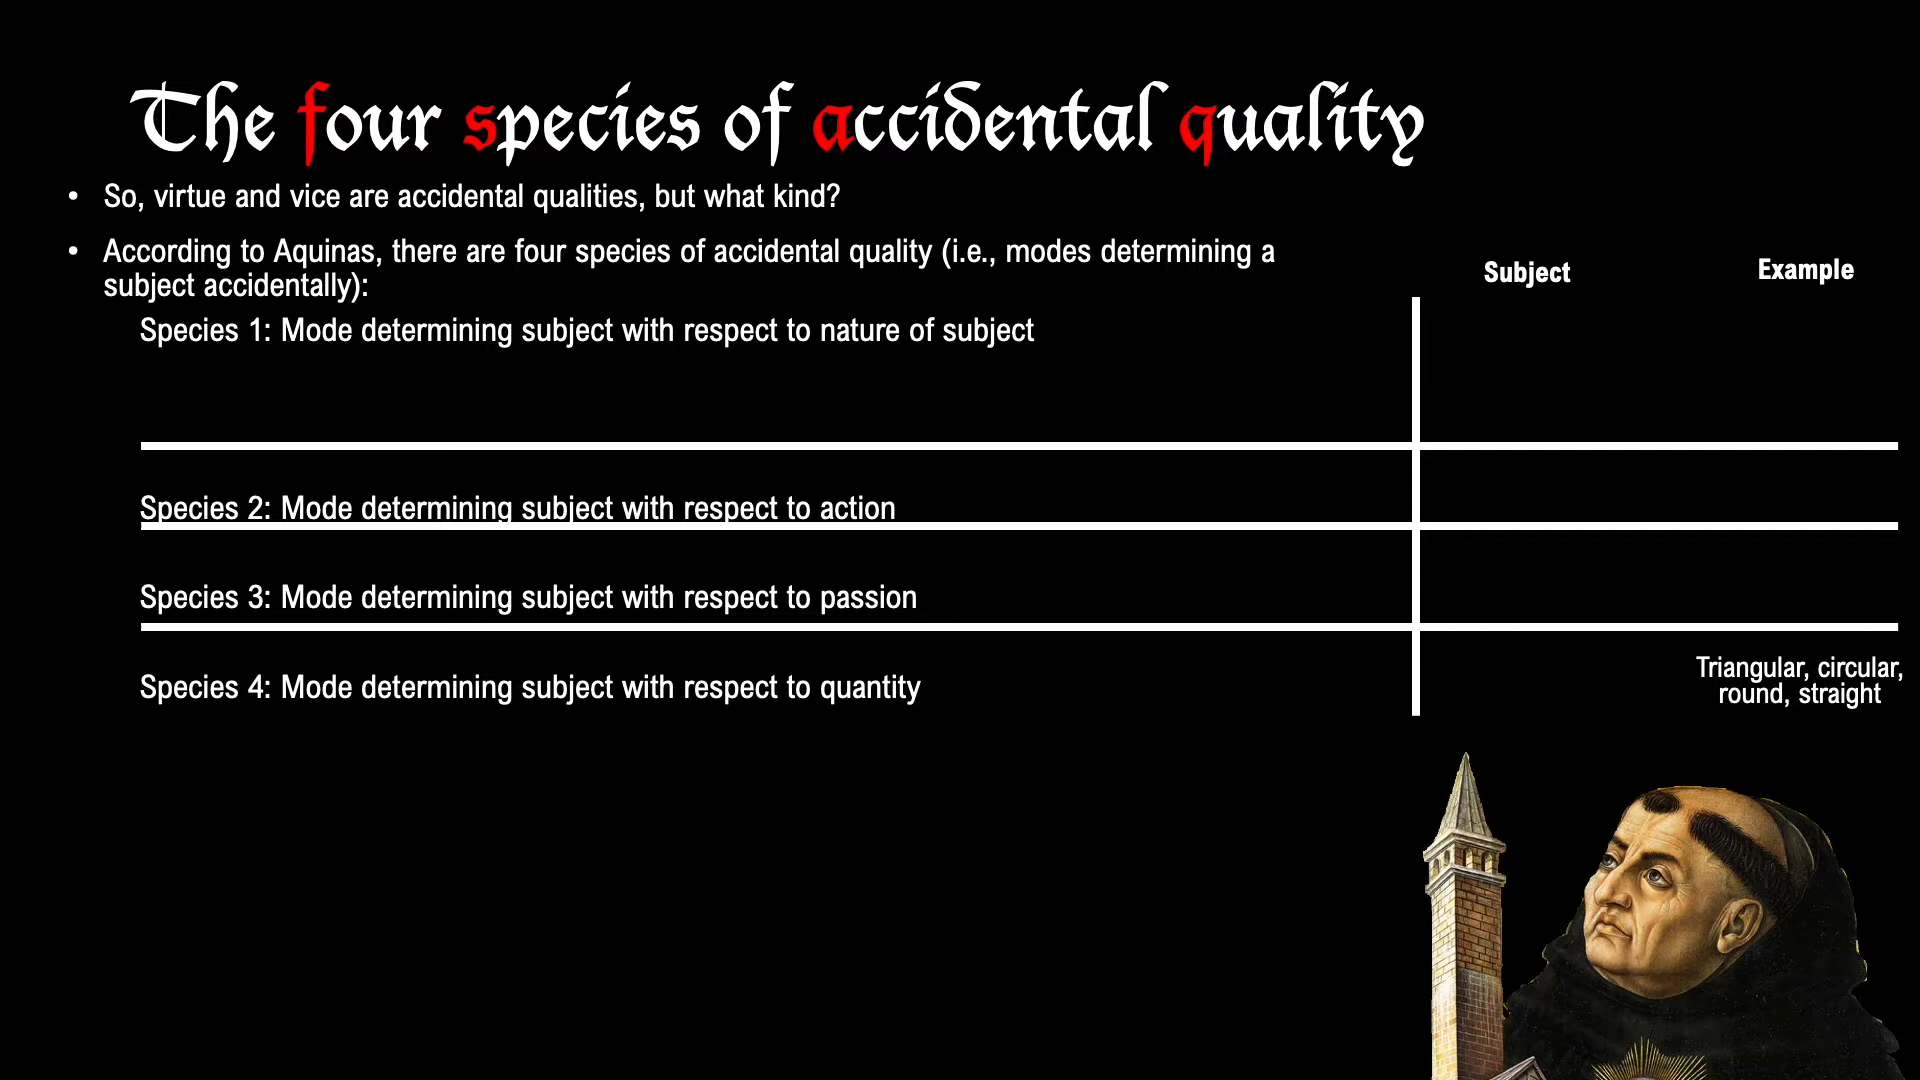 The four species of accidental quality
• So, virtue and vice are accidental qualities, but what kind?
• According to Aquinas, there are four species of accidental quality (i.e., modes determining a
subject accidentally):
Subject
Example
Species 1: Mode determining subject with respect to nature of subject
Species 2: Mode determining subject with respect to action
Species 3: Mode determining subject with respect to passion
Species 4: Mode determining subject with respect to quantity
Triangular, circular,
round, straight